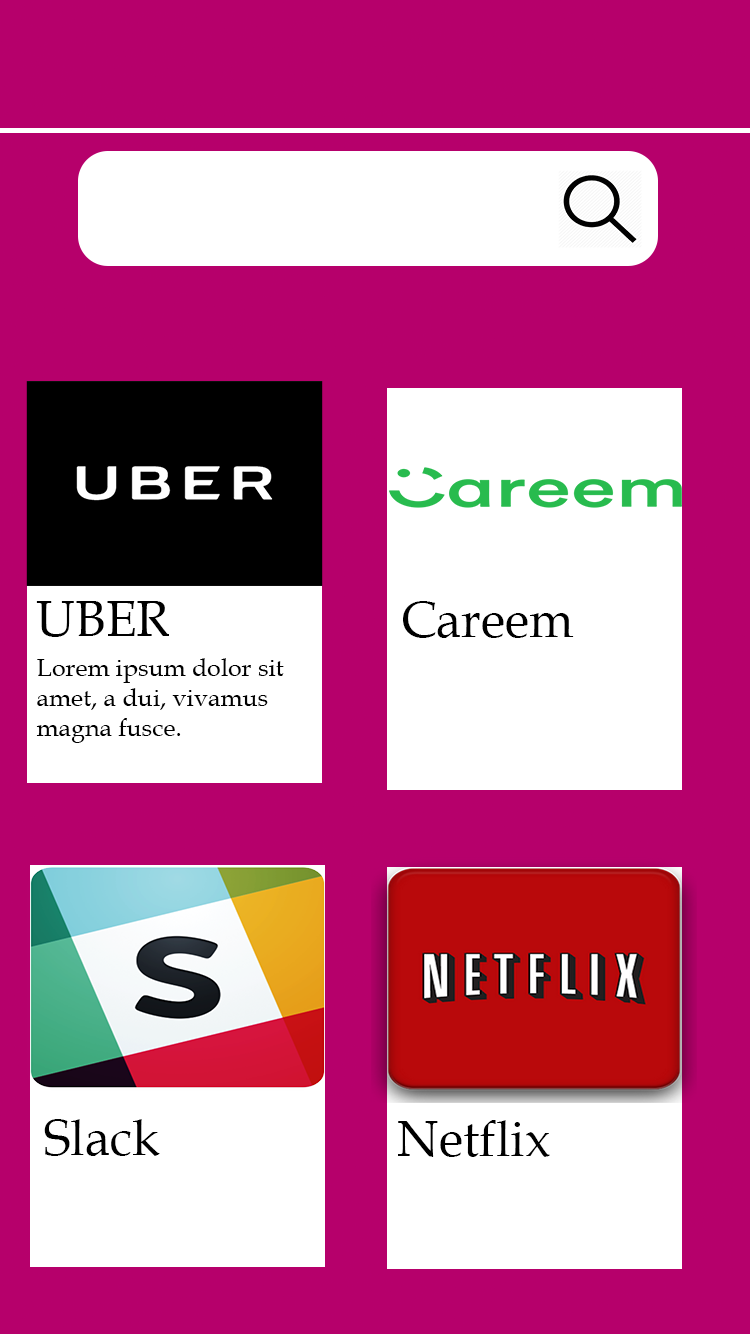 UBER
Careem
UBER
Lorem ipsum dolor sit
amet, a dui, vivamus
magna fusce.
Careem
S
NETFLIX
Slack
Netflix